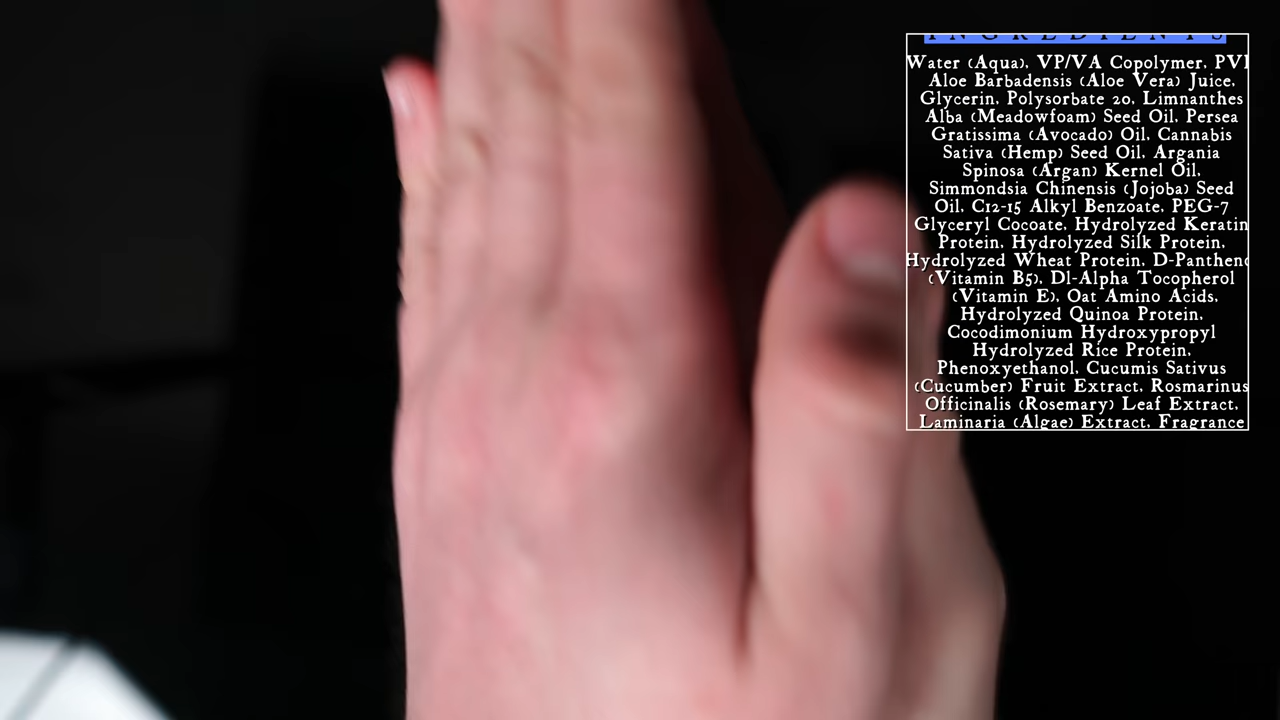 INGREDIENTS
Water (Aqua), VP/VA Copolymer,
Aloe Barbadensis (Aloe Vera) Juice,
Glycerin, Polysorbate 20, Limnanthes
Alba (Meadowfoam) Seed Oil, Persea
Gratissima (Avocado) Oil, Cannabis
Sativa (Hemp) Seed Oil, Argania
Spinosa (Argan) Kernel Oil,
Simmondsia Chinensis (Jojoba) Seed
Oil, C12-15 Alkyl Benzoate, PEG-7
Glyceryl Cocoate, Hydrolyzed Keratin
Protein, Hydrolyzed Silk Protein,
Hydrolyzed Wheat Protein,
(Vitamin B5), Dl-Alpha Tocopherol
(Vitamin E), Oat Amino Acids,
Hydrolyzed Quinoa Protein,
Cocodimonium Hydroxypropyl
Hydrolyzed Rice Protein,
Phenoxyethanol, Cucumis Sativus
(Cucumber) Fruit Extract, Rosmarinus
Officinalis (Rosemary) Leaf Extract,
Laminaria (Algae) Extract, Fragrance